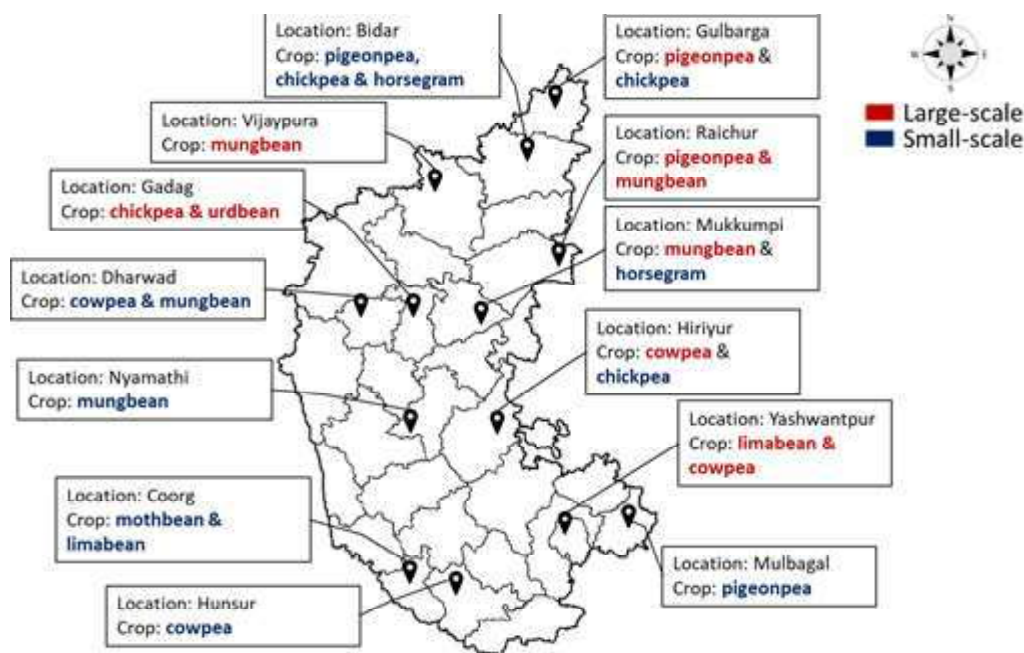 Location: Bidar
Crop: pigeonpea,
chickpea & horsegram
Location: Gulbarga
Crop: pigeonpea &
chickpea
N
W
E
S
Large-scale
Small-scale
Location: Vijaypura
Crop: mungbean
Location: Raichur
Crop: pigeonpea &
mungbean
Location: Gadag
Crop: chickpea & urdbean
Location: Mukkumpi
Crop: mungbean &
horsegram
Location: Dharwad
Crop: cowpea & mungbean
Location: Hiriyur
Crop: cowpea &
chickpea
Location: Nyamathi
Crop: mungbean
Location: Yashwantpur
Crop: limabean &
cowpea
Location: Coorg
Crop: mothbean &
limabean
Location: Mulbagal
Crop: pigeonpea
Location: Hunsur
Crop: cowpea